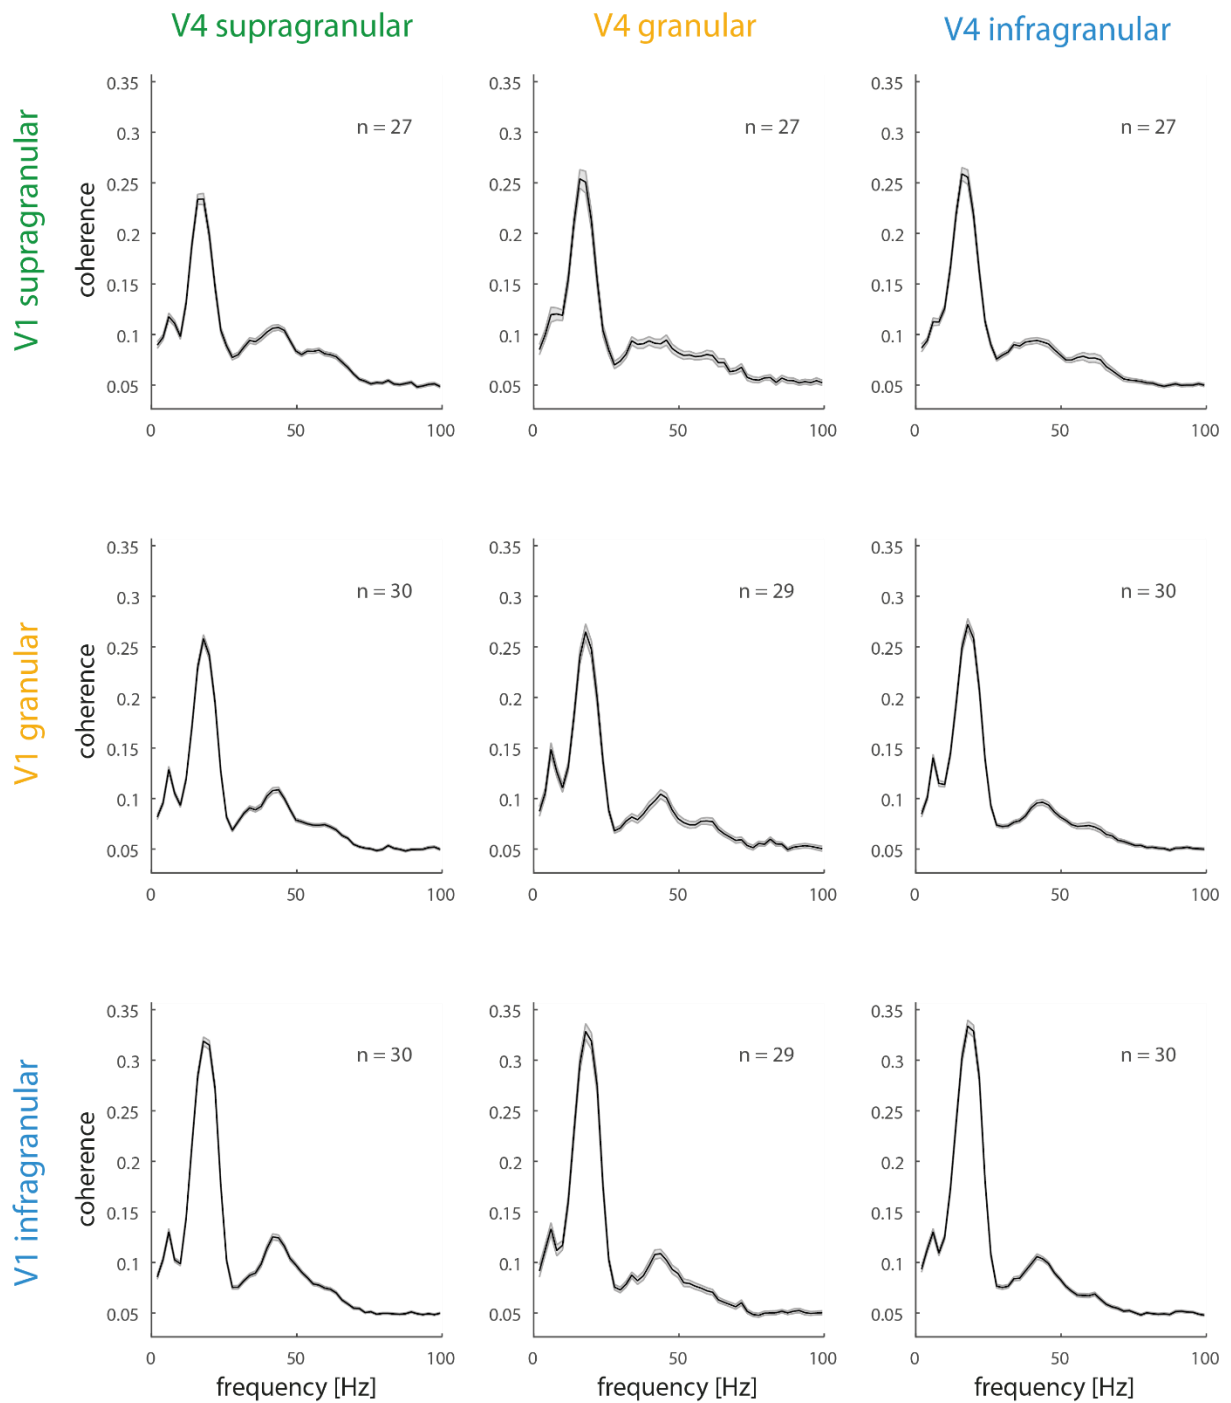 V4 supragranular
V4 granular
V4 infragranular
V1 supragranular
coherence
0.35
0.3
0.25
0.2
0.15
0.1
0.05
0 50 100
n = 27
0.35
0.3
0.25
0.2
0.15
0.1
0.05
0 50 100
n = 27
0.35
0.3
0.25
0.2
0.15
0.1
0.05
0 50 100
n = 27
V1 granular
coherence
0.35
0.3
0.25
0.2
0.15
0.1
0.05
0 50 100
n = 30
0.35
0.3
0.25
0.2
0.15
0.1
0.05
0 50 100
n = 29
0.35
0.3
0.25
0.2
0.15
0.1
0.05
0 50 100
n = 30
V1 infragranular
coherence
0.35
0.3
0.25
0.2
0.15
0.1
0.05
0 50 100
frequency [Hz]
n = 30
0.35
0.3
0.25
0.2
0.15
0.1
0.05
0 50 100
frequency [Hz]
n = 29
0.35
0.3
0.25
0.2
0.15
0.1
0.05
0 50 100
frequency [Hz]
n = 30